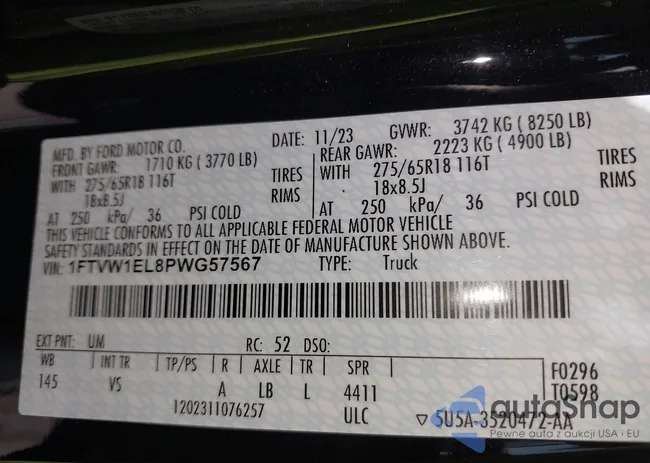 MFD. BY FORD MOTOR CO.
DATE: 11/23
GVWR: 3742 KG ( 8250 LB)
FRONT GAWR: 1710 KG ( 3770 LB)
REAR GAWR: 2223 KG ( 4900 LB)
WITH 275/65R18 116T TIRES
WITH 275/65R18 116T TIRES
18x8.5J RIMS
18x8.5J RIMS
AT 250 kPa/ 36 PSI COLD
AT 250 kPa/ 36 PSI COLD
THIS VEHICLE CONFORMS TO ALL APPLICABLE FEDERAL MOTOR VEHICLE
SAFETY STANDARDS IN EFFECT ON THE DATE OF MANUFACTURE SHOWN ABOVE.
VIN: 1FTVW1EL8PWG57567 TYPE: Truck
EXT PNT: UM RC: 52 DSO:
WB INT TR TP/PS R AXLE TR SPR
145 VS A LB L 4411
F0296
T0598
1202311076257 ULC
5U5A-3520472-AA
autoSnap
Pewne auta z aukcji USA i EU